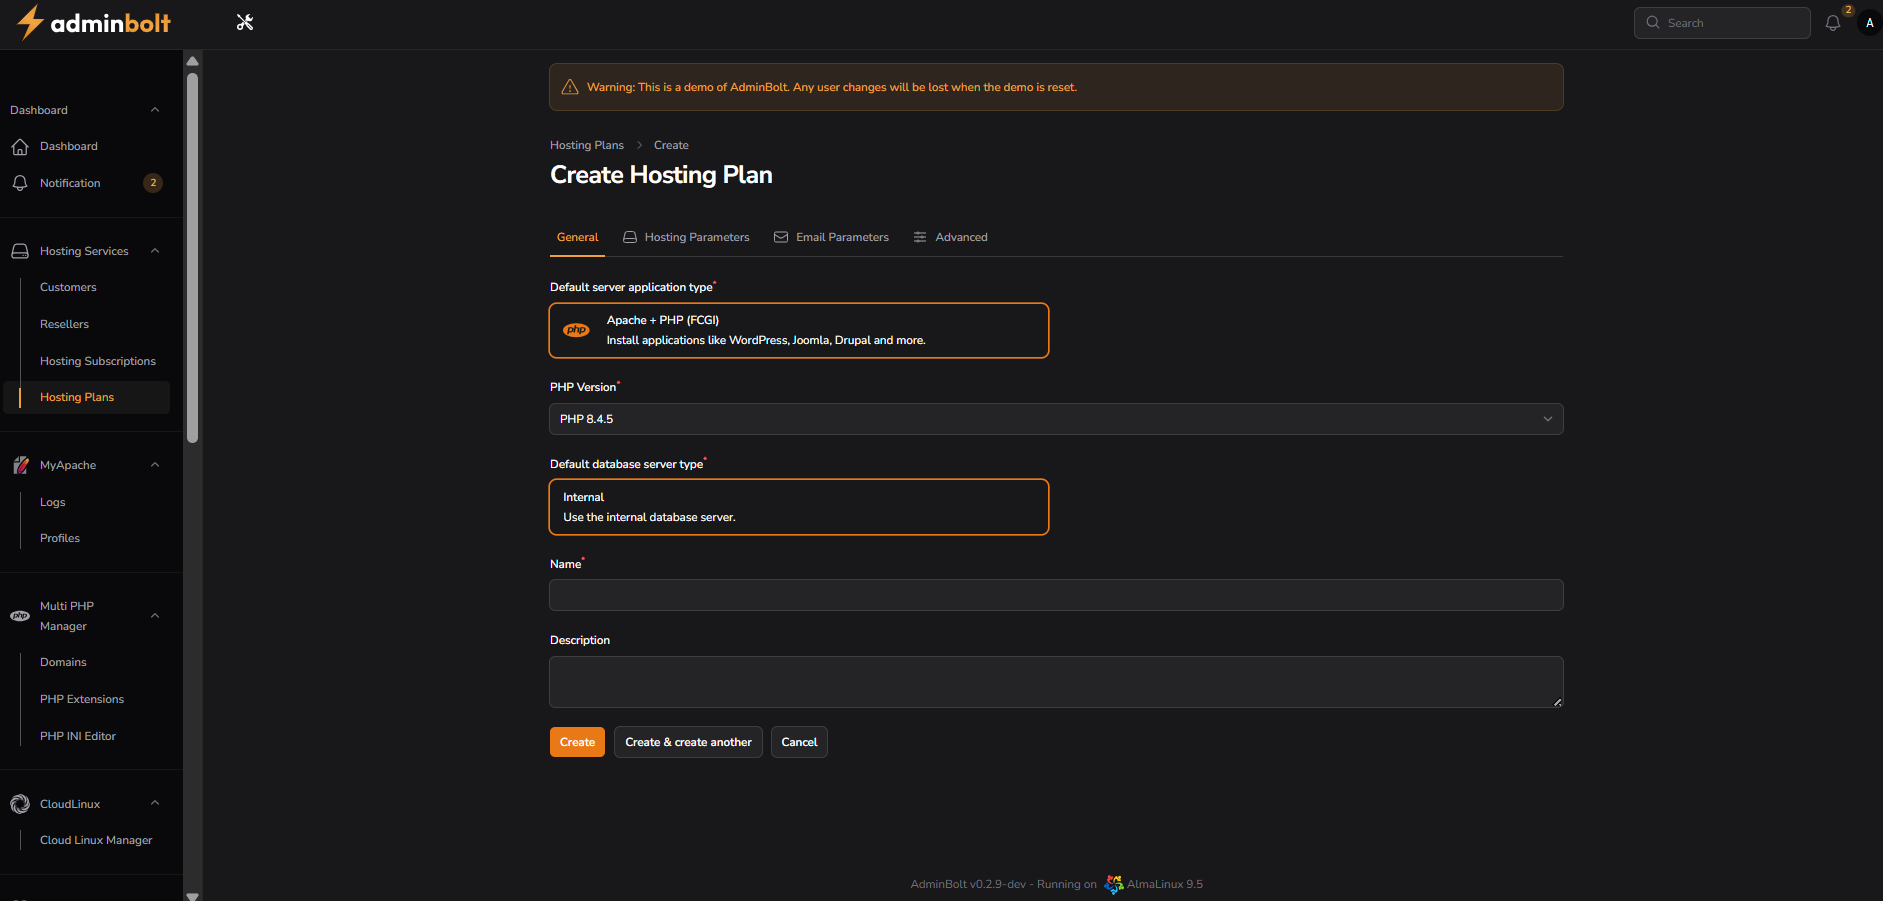 adminbolt
Search
2
A
Dashboard
Dashboard
Notification
2
Hosting Services
Customers
Resellers
Hosting Subscriptions
Hosting Plans
MyApache
Logs
Profiles
php
Multi PHP
Manager
Domains
PHP Extensions
PHP INI Editor
CloudLinux
Cloud Linux Manager
Warning: This is a demo of AdminBolt. Any user changes will be lost when the demo is reset.
Hosting Plans > Create
Create Hosting Plan
General Hosting Parameters Email Parameters Advanced
Default server application type*
php
Apache + PHP (FCGI)
Install applications like WordPress, Joomla, Drupal and more.
PHP Version*
PHP 8.4.5
Default database server type*
Internal
Use the internal database server.
Name*
Description
Create Create & create another Cancel
AdminBolt v0.2.9-dev - Running on AlmaLinux 9.5